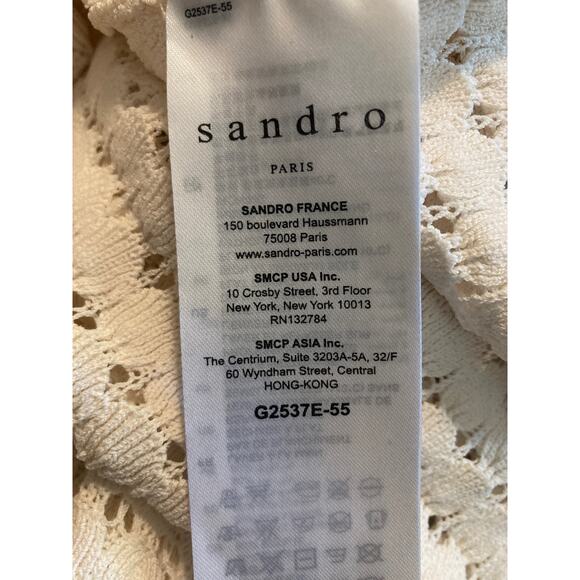 G2537E-55
sandro
PARIS
SANDRO FRANCE
150 boulevard Haussmann
75008 Paris
www.sandro-paris.com
SMCP USA Inc.
10 Crosby Street, 3rd Floor
New York, New York 10013
RN132784
SMCP ASIA Inc.
The Centrium, Suite 3203A-5A, 32/F
60 Wyndham Street, Central
HONG-KONG
G2537E-55